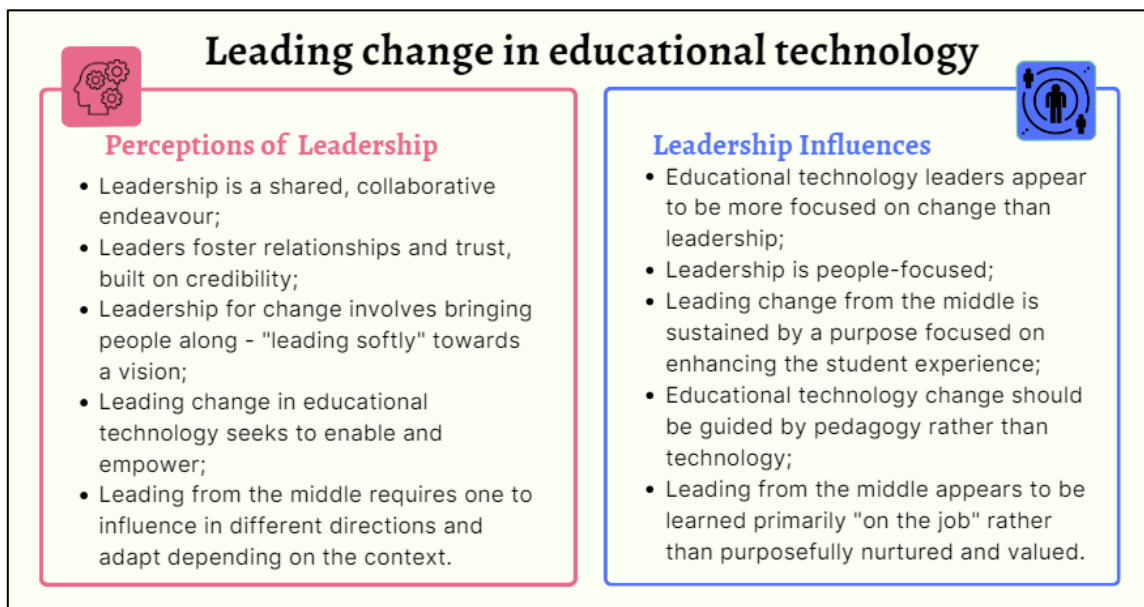 Leading change in educational technology
Perceptions of Leadership
• Leadership is a shared, collaborative
endeavour;
• Leaders foster relationships and trust,
built on credibility;
• Leadership for change involves bringing
people along - "leading softly" towards
a vision;
• Leading change in educational
technology seeks to enable and
empower;
• Leading from the middle requires one to
influence in different directions and
adapt depending on the context.
Leadership Influences
• Educational technology leaders appear
to be more focused on change than
leadership;
• Leadership is people-focused;
• Leading change from the middle is
sustained by a purpose focused on
enhancing the student experience;
• Educational technology change should
be guided by pedagogy rather than
technology;
• Leading from the middle appears to be
learned primarily "on the job" rather
than purposefully nurtured and valued.